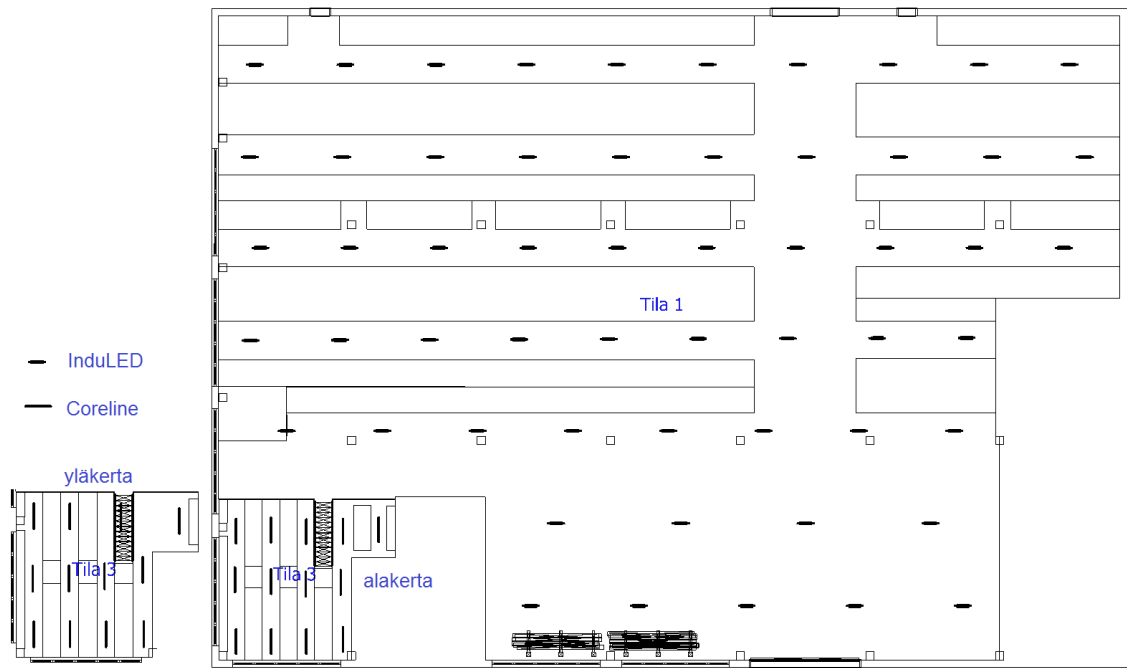 Tila 1
InduLED
Coreline
yläkerta
Tila 3
Tila 3
alakerta